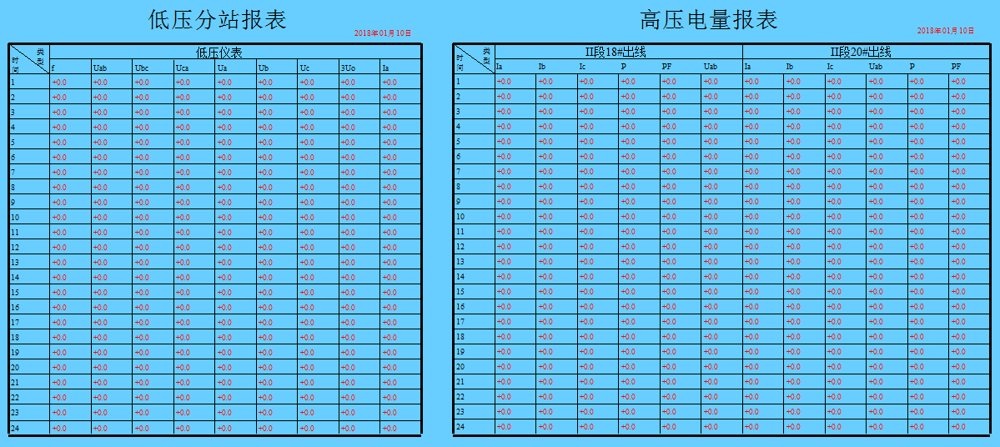 低压分站报表
2018年01月10日
类型
时间
低压仪表
f Uab Ubc Uca Ua Ub Uc 3Uo Ia
1 +0.0 +0.0 +0.0 +0.0 +0.0 +0.0 +0.0 +0.0 +0.0
2 +0.0 +0.0 +0.0 +0.0 +0.0 +0.0 +0.0 +0.0 +0.0
3 +0.0 +0.0 +0.0 +0.0 +0.0 +0.0 +0.0 +0.0 +0.0
4 +0.0 +0.0 +0.0 +0.0 +0.0 +0.0 +0.0 +0.0 +0.0
5 +0.0 +0.0 +0.0 +0.0 +0.0 +0.0 +0.0 +0.0 +0.0
6 +0.0 +0.0 +0.0 +0.0 +0.0 +0.0 +0.0 +0.0 +0.0
7 +0.0 +0.0 +0.0 +0.0 +0.0 +0.0 +0.0 +0.0 +0.0
8 +0.0 +0.0 +0.0 +0.0 +0.0 +0.0 +0.0 +0.0 +0.0
9 +0.0 +0.0 +0.0 +0.0 +0.0 +0.0 +0.0 +0.0 +0.0
10 +0.0 +0.0 +0.0 +0.0 +0.0 +0.0 +0.0 +0.0 +0.0
11 +0.0 +0.0 +0.0 +0.0 +0.0 +0.0 +0.0 +0.0 +0.0
12 +0.0 +0.0 +0.0 +0.0 +0.0 +0.0 +0.0 +0.0 +0.0
13 +0.0 +0.0 +0.0 +0.0 +0.0 +0.0 +0.0 +0.0 +0.0
14 +0.0 +0.0 +0.0 +0.0 +0.0 +0.0 +0.0 +0.0 +0.0
15 +0.0 +0.0 +0.0 +0.0 +0.0 +0.0 +0.0 +0.0 +0.0
16 +0.0 +0.0 +0.0 +0.0 +0.0 +0.0 +0.0 +0.0 +0.0
17 +0.0 +0.0 +0.0 +0.0 +0.0 +0.0 +0.0 +0.0 +0.0
18 +0.0 +0.0 +0.0 +0.0 +0.0 +0.0 +0.0 +0.0 +0.0
19 +0.0 +0.0 +0.0 +0.0 +0.0 +0.0 +0.0 +0.0 +0.0
20 +0.0 +0.0 +0.0 +0.0 +0.0 +0.0 +0.0 +0.0 +0.0
21 +0.0 +0.0 +0.0 +0.0 +0.0 +0.0 +0.0 +0.0 +0.0
22 +0.0 +0.0 +0.0 +0.0 +0.0 +0.0 +0.0 +0.0 +0.0
23 +0.0 +0.0 +0.0 +0.0 +0.0 +0.0 +0.0 +0.0 +0.0
24 +0.0 +0.0 +0.0 +0.0 +0.0 +0.0 +0.0 +0.0 +0.0
高压电量报表
2018年01月10日
类型
时间
II段18#出线 II段20#出线
Ia Ib Ic P PF Uab Ia Ib Ic Uab P PF
1 +0.0 +0.0 +0.0 +0.0 +0.0 +0.0 +0.0 +0.0 +0.0 +0.0 +0.0 +0.0
2 +0.0 +0.0 +0.0 +0.0 +0.0 +0.0 +0.0 +0.0 +0.0 +0.0 +0.0 +0.0
3 +0.0 +0.0 +0.0 +0.0 +0.0 +0.0 +0.0 +0.0 +0.0 +0.0 +0.0 +0.0
4 +0.0 +0.0 +0.0 +0.0 +0.0 +0.0 +0.0 +0.0 +0.0 +0.0 +0.0 +0.0
5 +0.0 +0.0 +0.0 +0.0 +0.0 +0.0 +0.0 +0.0 +0.0 +0.0 +0.0 +0.0
6 +0.0 +0.0 +0.0 +0.0 +0.0 +0.0 +0.0 +0.0 +0.0 +0.0 +0.0 +0.0
7 +0.0 +0.0 +0.0 +0.0 +0.0 +0.0 +0.0 +0.0 +0.0 +0.0 +0.0 +0.0
8 +0.0 +0.0 +0.0 +0.0 +0.0 +0.0 +0.0 +0.0 +0.0 +0.0 +0.0 +0.0
9 +0.0 +0.0 +0.0 +0.0 +0.0 +0.0 +0.0 +0.0 +0.0 +0.0 +0.0 +0.0
10 +0.0 +0.0 +0.0 +0.0 +0.0 +0.0 +0.0 +0.0 +0.0 +0.0 +0.0 +0.0
11 +0.0 +0.0 +0.0 +0.0 +0.0 +0.0 +0.0 +0.0 +0.0 +0.0 +0.0 +0.0
12 +0.0 +0.0 +0.0 +0.0 +0.0 +0.0 +0.0 +0.0 +0.0 +0.0 +0.0 +0.0
13 +0.0 +0.0 +0.0 +0.0 +0.0 +0.0 +0.0 +0.0 +0.0 +0.0 +0.0 +0.0
14 +0.0 +0.0 +0.0 +0.0 +0.0 +0.0 +0.0 +0.0 +0.0 +0.0 +0.0 +0.0
15 +0.0 +0.0 +0.0 +0.0 +0.0 +0.0 +0.0 +0.0 +0.0 +0.0 +0.0 +0.0
16 +0.0 +0.0 +0.0 +0.0 +0.0 +0.0 +0.0 +0.0 +0.0 +0.0 +0.0 +0.0
17 +0.0 +0.0 +0.0 +0.0 +0.0 +0.0 +0.0 +0.0 +0.0 +0.0 +0.0 +0.0
18 +0.0 +0.0 +0.0 +0.0 +0.0 +0.0 +0.0 +0.0 +0.0 +0.0 +0.0 +0.0
19 +0.0 +0.0 +0.0 +0.0 +0.0 +0.0 +0.0 +0.0 +0.0 +0.0 +0.0 +0.0
20 +0.0 +0.0 +0.0 +0.0 +0.0 +0.0 +0.0 +0.0 +0.0 +0.0 +0.0 +0.0
21 +0.0 +0.0 +0.0 +0.0 +0.0 +0.0 +0.0 +0.0 +0.0 +0.0 +0.0 +0.0
22 +0.0 +0.0 +0.0 +0.0 +0.0 +0.0 +0.0 +0.0 +0.0 +0.0 +0.0 +0.0
23 +0.0 +0.0 +0.0 +0.0 +0.0 +0.0 +0.0 +0.0 +0.0 +0.0 +0.0 +0.0
24 +0.0 +0.0 +0.0 +0.0 +0.0 +0.0 +0.0 +0.0 +0.0 +0.0 +0.0 +0.0